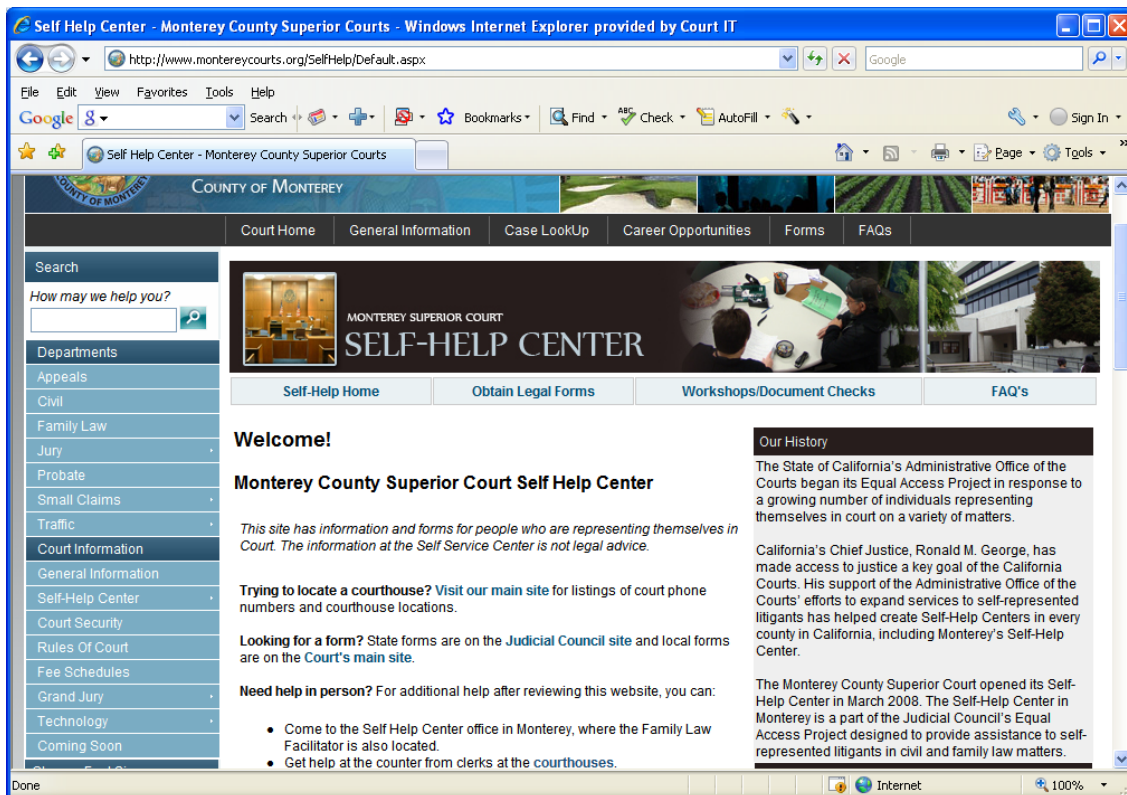 Self Help Center - Monterey County Superior Courts - Windows Internet Explorer provided by Court IT
http://www.montereycourts.org/SelfHelp/Default.aspx
Google
File Edit View Favorites Tools Help
Google Search Bookmarks Find Check AutoFill Sign In
Self Help Center - Monterey County Superior Courts
Page Tools
COUNTY OF MONTEREY
Court Home General Information Case LookUp Career Opportunities Forms FAQs
Search
How may we help you?
Departments
Appeals
Civil
Family Law
Jury
Probate
Small Claims
Traffic
Court Information
General Information
Self-Help Center
Court Security
Rules Of Court
Fee Schedules
Grand Jury
Technology
Coming Soon
MONTEREY SUPERIOR COURT
SELF-HELP CENTER
Self-Help Home Obtain Legal Forms Workshops/Document Checks FAQ's
Welcome!
Monterey County Superior Court Self Help Center
This site has information and forms for people who are representing themselves in
Court. The information at the Self Service Center is not legal advice.
Trying to locate a courthouse? Visit our main site for listings of court phone
numbers and courthouse locations.
Looking for a form? State forms are on the Judicial Council site and local forms
are on the Court's main site.
Need help in person? For additional help after reviewing this website, you can:
• Come to the Self Help Center office in Monterey, where the Family Law
Facilitator is also located.
• Get help at the counter from clerks at the courthouses.
Our History
The State of California's Administrative Office of the
Courts began its Equal Access Project in response to
a growing number of individuals representing
themselves in court on a variety of matters.
California's Chief Justice, Ronald M. George, has
made access to justice a key goal of the California
Courts. His support of the Administrative Office of the
Courts' efforts to expand services to self-represented
litigants has helped create Self-Help Centers in every
county in California, including Monterey's Self-Help
Center.
The Monterey County Superior Court opened its Self-
Help Center in March 2008. The Self-Help Center in
Monterey is a part of the Judicial Council's Equal
Access Project designed to provide assistance to self-
represented litigants in civil and family law matters.
Done Internet 100%